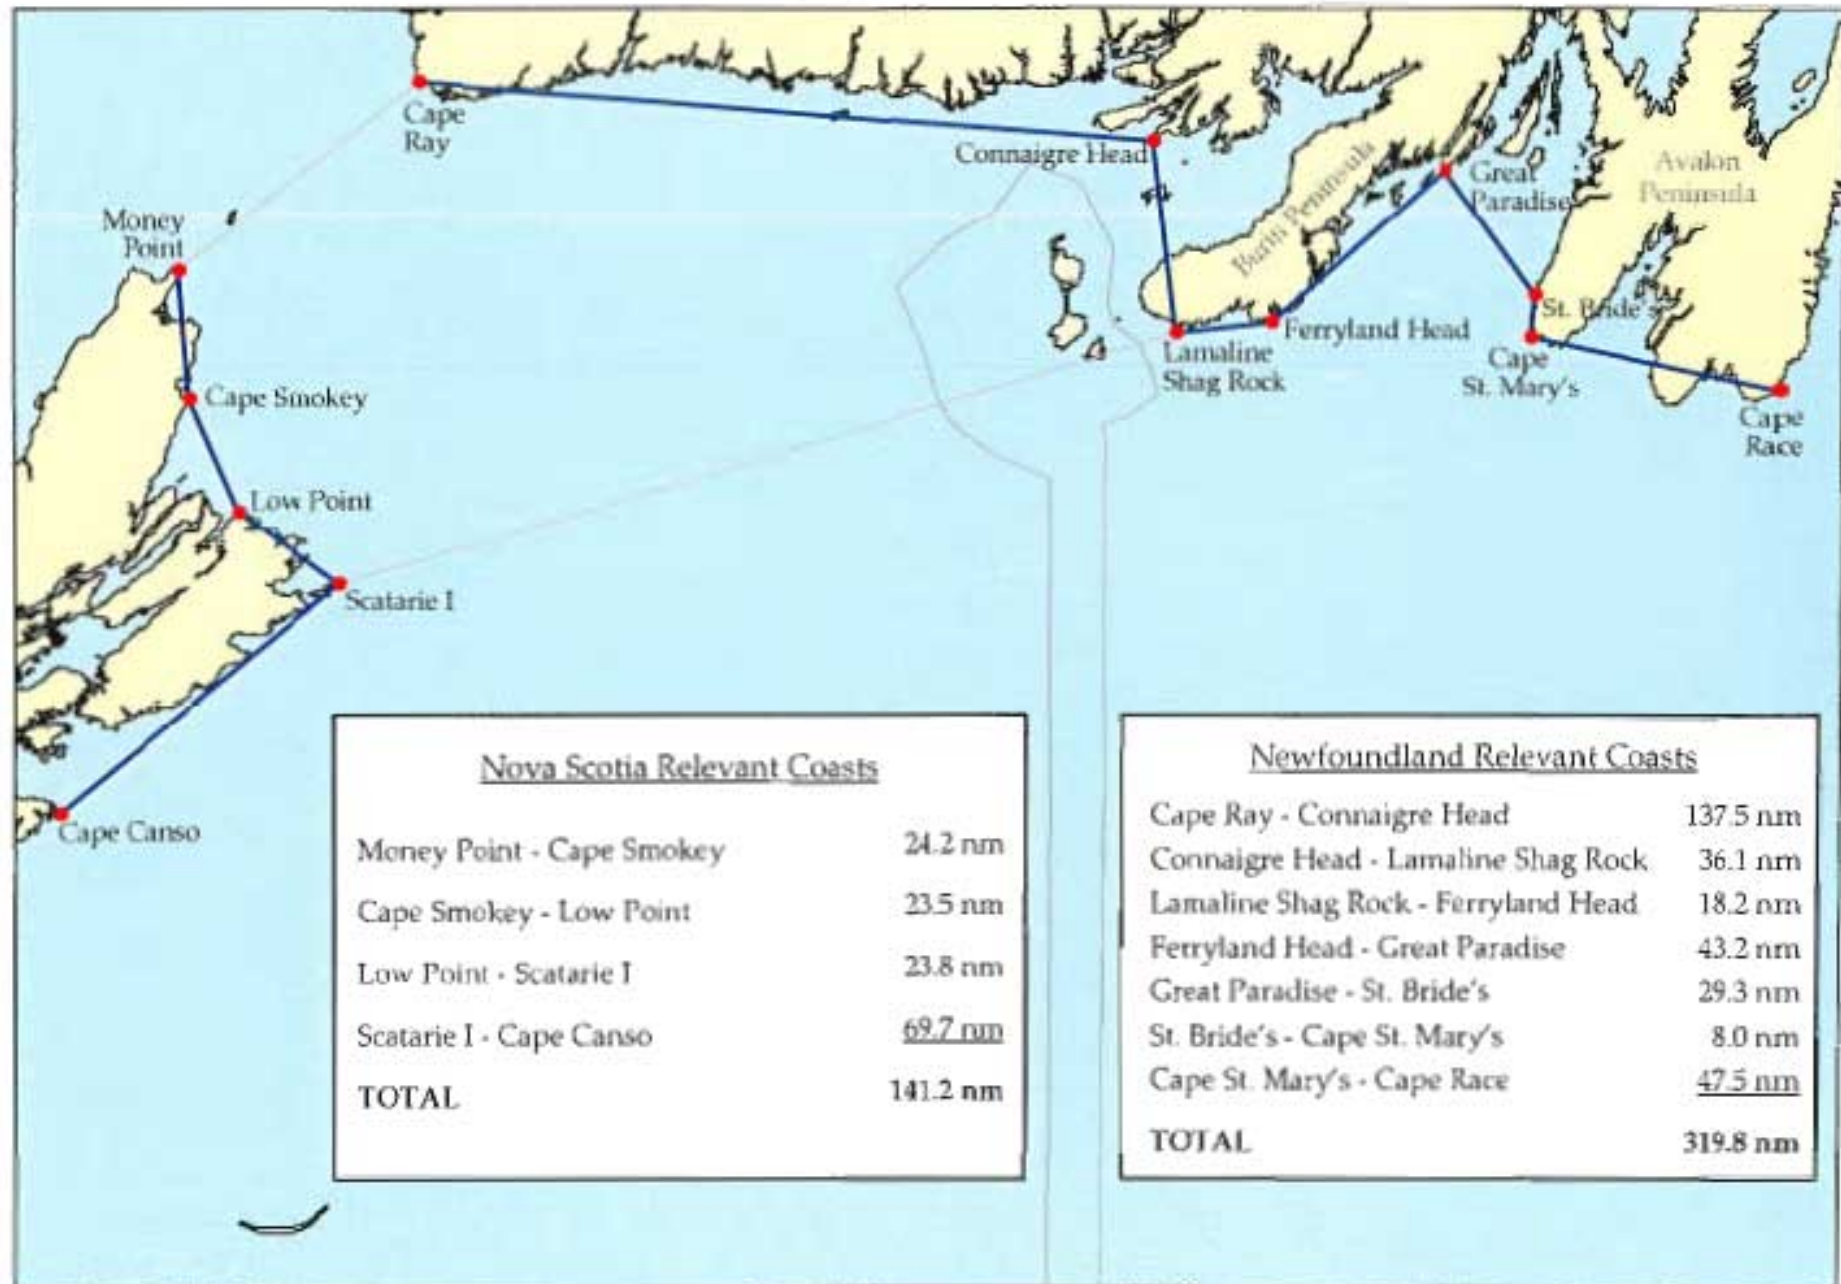 Cape
Ray
Connaigre Head
Burin Peninsula
Great
Paradise
Avalon
Peninsula
Money
Point
St. Bride's
Ferryland Head
Lamaline
Shag Rock
Cape
St. Mary's
Cape
Race
Cape Smokey
Low Point
Scatarie I
Cape Canso
Nova Scotia Relevant Coasts
Money Point - Cape Smokey 24.2 nm
Cape Smokey - Low Point 23.5 nm
Low Point - Scatarie I 23.8 nm
Scatarie I - Cape Canso 69.7 nm
TOTAL 141.2 nm
Newfoundland Relevant Coasts
Cape Ray - Connaigre Head 137.5 nm
Connaigre Head - Lamaline Shag Rock 36.1 nm
Lamaline Shag Rock - Ferryland Head 18.2 nm
Ferryland Head - Great Paradise 43.2 nm
Great Paradise - St. Bride's 29.3 nm
St. Bride's - Cape St. Mary's 8.0 nm
Cape St. Mary's - Cape Race 47.5 nm
TOTAL 319.8 nm